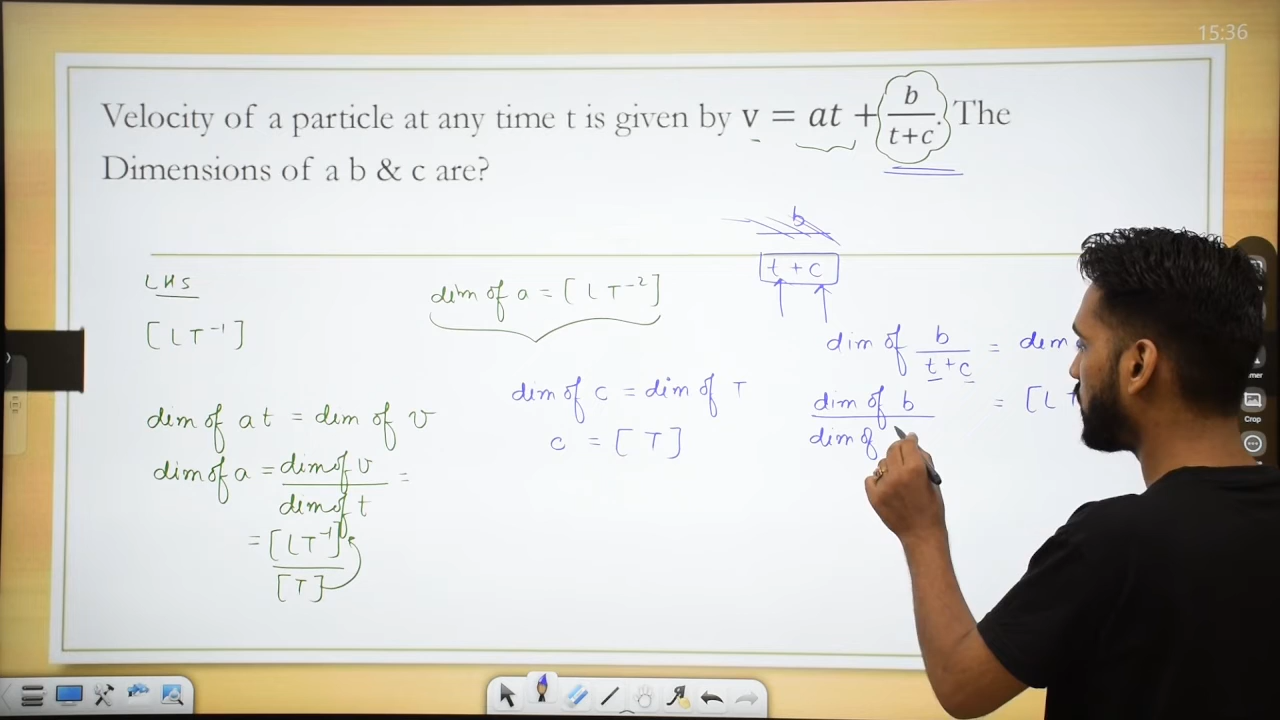 15:36
Velocity of a particle at any time t is given by v = at + b/(t+c). The
Dimensions of a b & c are?
b
t + c
LHS
[LT⁻¹]
dim of a = [LT⁻²]
dim of at = dim of v
dim of a = dim of v / dim of t =
= [LT⁻¹] / [T]
dim of c = dim of T
c = [T]
dim of b / (t + c) = dim
dim of b / dim of = [LT
Crop